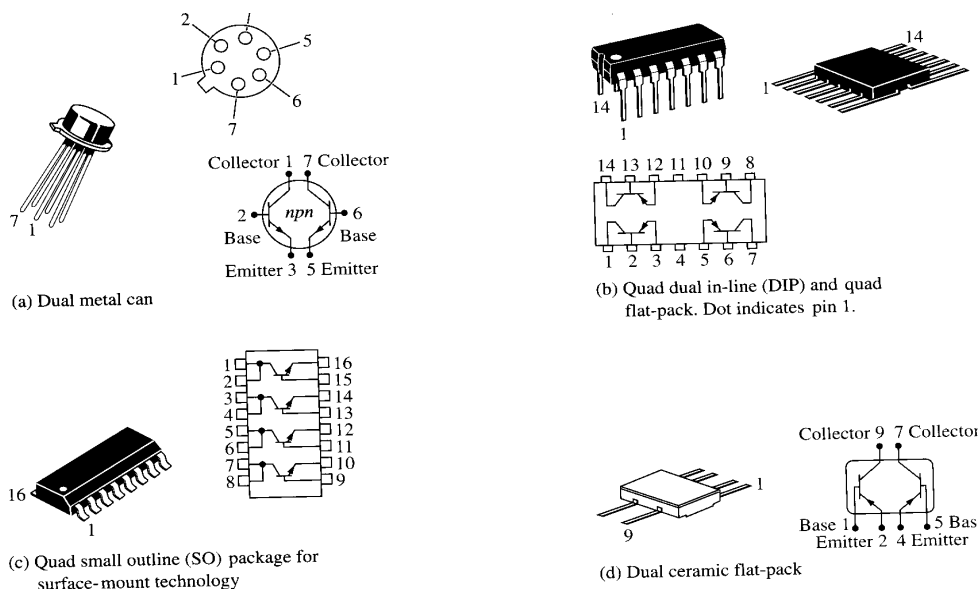 2
5
1
6
7
Collector 1 7 Collector
2
npn
6
Base
Base
Emitter 3 5 Emitter
7
1
(a) Dual metal can
14
1
14
1
14 13 12 11 10 9 8
1 2 3 4 5 6 7
(b) Quad dual in-line (DIP) and quad
flat-pack. Dot indicates pin 1.
16
1
1
16
2
15
3
14
4
13
5
12
6
11
7
10
8
9
(c) Quad small outline (SO) package for
surface-mount technology
1
9
Collector 9 7 Collector
Base 1
5 Bas
Emitter 2 4 Emitter
(d) Dual ceramic flat-pack